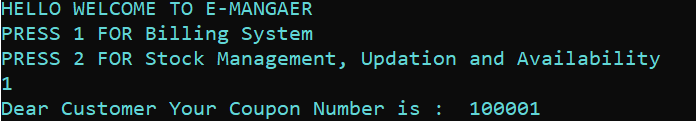 HELLO WELCOME TO E-MANGAER
PRESS 1 FOR Billing System
PRESS 2 FOR Stock Management, Updation and Availability
1
Dear Customer Your Coupon Number is :  100001